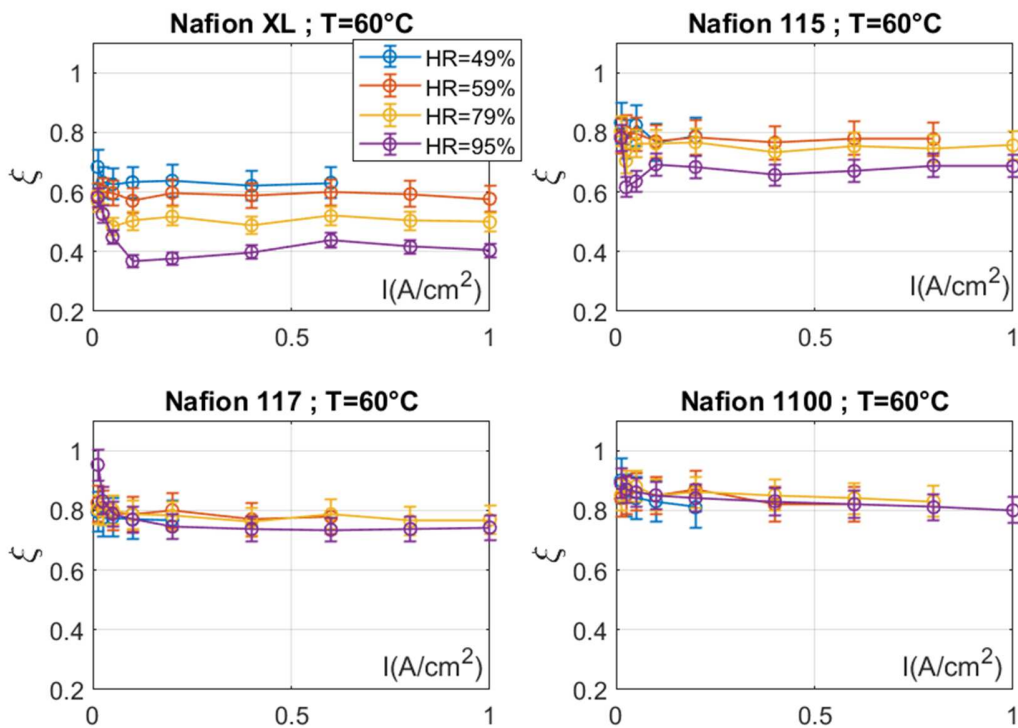 Nafion XL ; T=60°C
HR=49%
HR=59%
HR=79%
HR=95%
1
0.8
0.6
0.4
0.2
ξ
I(A/cm²)
0
0.5
1
Nafion 115 ; T=60°C
1
0.8
0.6
0.4
0.2
ξ
I(A/cm²)
0
0.5
1
Nafion 117 ; T=60°C
1
0.8
0.6
0.4
0.2
ξ
I(A/cm²)
0
0.5
1
Nafion 1100 ; T=60°C
1
0.8
0.6
0.4
0.2
ξ
I(A/cm²)
0
0.5
1